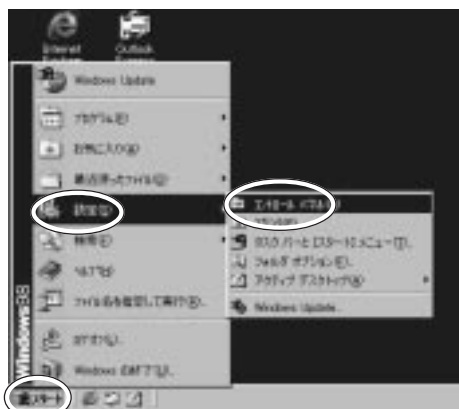 Internet
Outlook
Windows Update
プログラム(P)
お気に入り(A)
最近使ったファイル(D)
設定(S)
検索(F)
ヘルプ(H)
ファイル名を指定して実行(R)...
ログオフ(L)...
Windows の終了(U)...
Windows98
スタート
コントロール パネル(C)
プリンタ(P)
タスク バーと [スタート] メニュー(T)...
フォルダ オプション(F)...
アクティブ デスクトップ(A)
Windows Update...